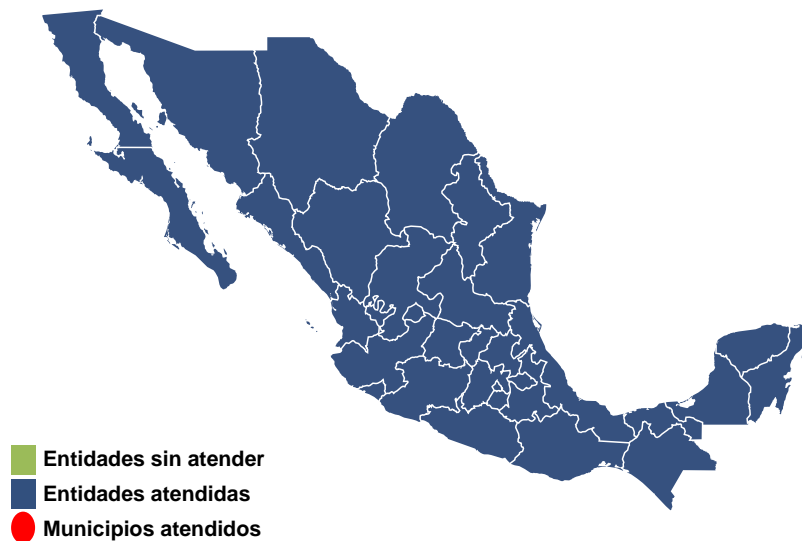 Entidades sin atender
Entidades atendidas
Municipios atendidos